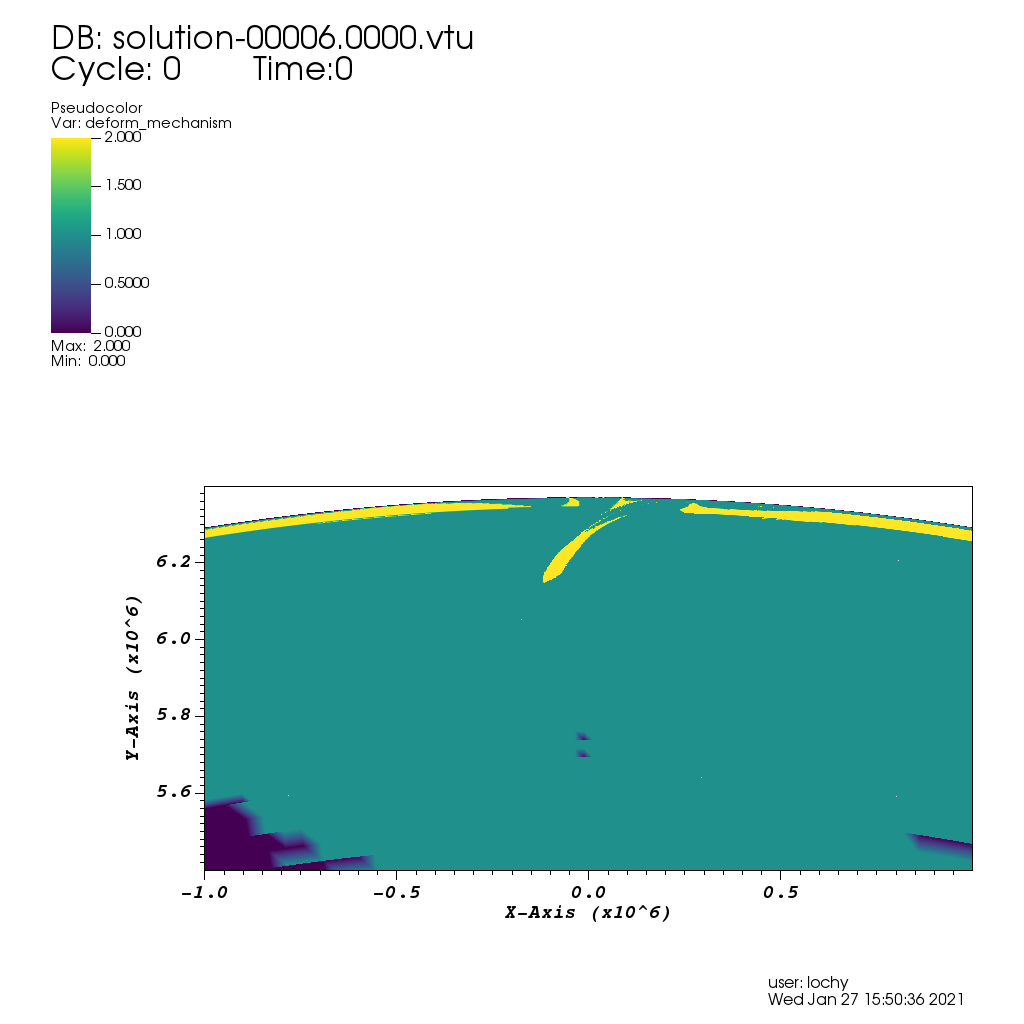 DB: solution-00006.0000.vtu
Cycle: 0 Time:0
Pseudocolor
Var: deform_mechanism
2.000
1.500
1.000
0.5000
0.000
Max: 2.000
Min: 0.000
6.2
6.0
5.8
5.6
Y-Axis (x10^6)
-1.0 -0.5 0.0 0.5
X-Axis (x10^6)
user: lochy
Wed Jan 27 15:50:36 2021